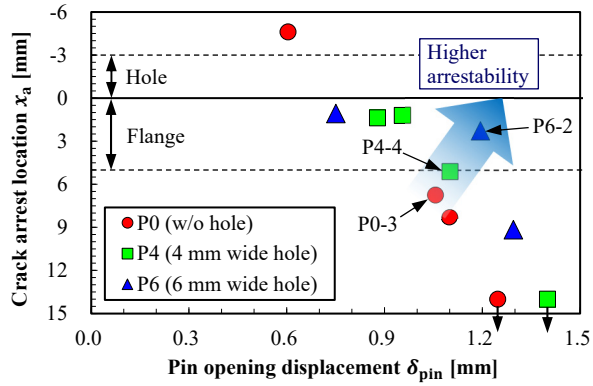 Crack arrest location xₐ [mm]
-6
-3
0
3
6
9
12
15
Hole
Flange
Higher
arrestability
P6-2
P4-4
P0-3
P0 (w/o hole)
P4 (4 mm wide hole)
P6 (6 mm wide hole)
0.0
0.3
0.6
0.9
1.2
1.5
Pin opening displacement δpin [mm]